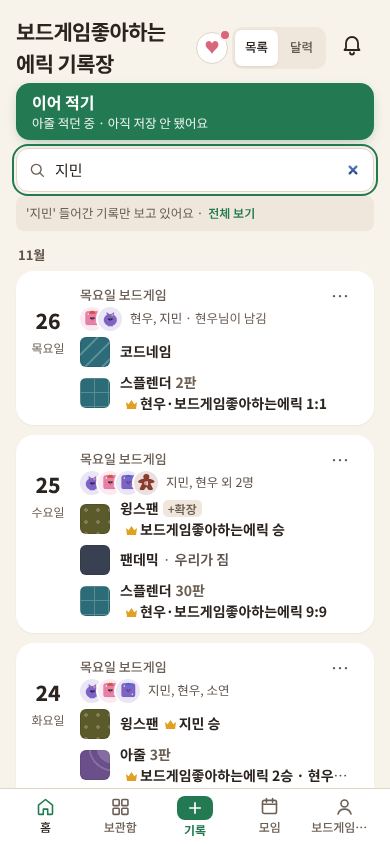 보드게임좋아하는
에릭 기록장
목록
달력
이어 적기
아줄 적던 중 · 아직 저장 안 됐어요
지민
'지민' 들어간 기록만 보고 있어요 · 전체 보기
11월
목요일 보드게임
26
목요일
현우, 지민 · 현우님이 남김
코드네임
스플렌더 2판
현우·보드게임좋아하는에릭 1:1
목요일 보드게임
25
수요일
지민, 현우 외 2명
윙스팬 +확장
보드게임좋아하는에릭 승
팬데믹 · 우리가 짐
스플렌더 30판
현우·보드게임좋아하는에릭 9:9
목요일 보드게임
24
화요일
지민, 현우, 소연
윙스팬 지민 승
아줄 3판
보드게임좋아하는에릭 2승 · 현우…
홈
보관함
기록
모임
보드게임…